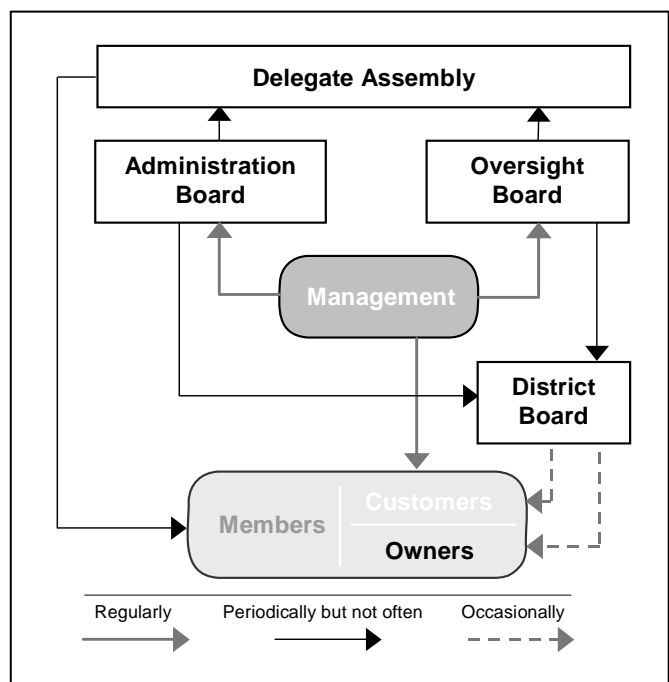 Delegate Assembly
Administration
Board
Oversight
Board
Management
District
Board
Members
Customers
Owners
Regularly
Periodically but not often
Occasionally